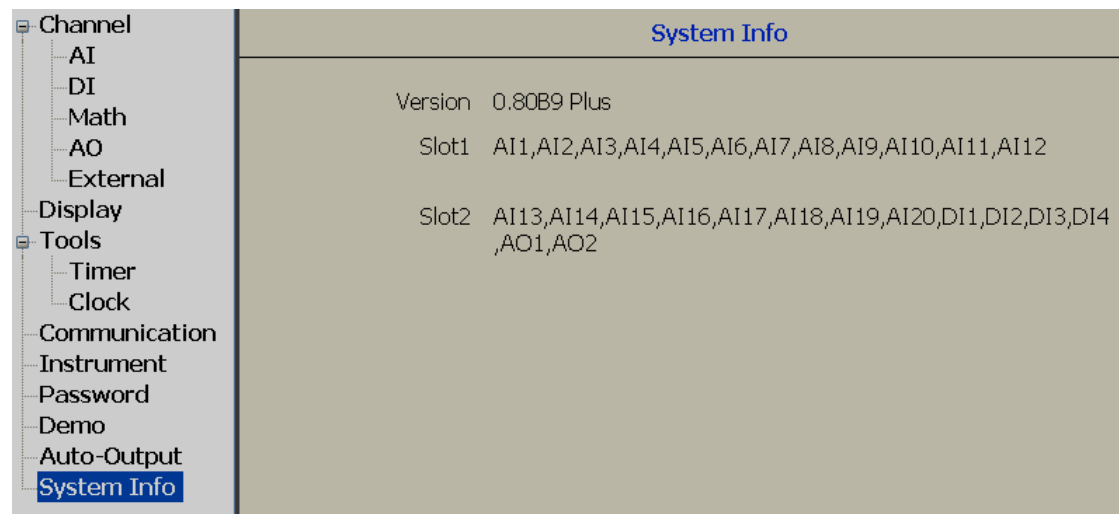 Channel
AI
DI
Math
AO
External
Display
Tools
Timer
Clock
Communication
Instrument
Password
Demo
Auto-Output
System Info
System Info
Version 0.80B9 Plus
Slot1 AI1,AI2,AI3,AI4,AI5,AI6,AI7,AI8,AI9,AI10,AI11,AI12
Slot2 AI13,AI14,AI15,AI16,AI17,AI18,AI19,AI20,DI1,DI2,DI3,DI4
,AO1,AO2